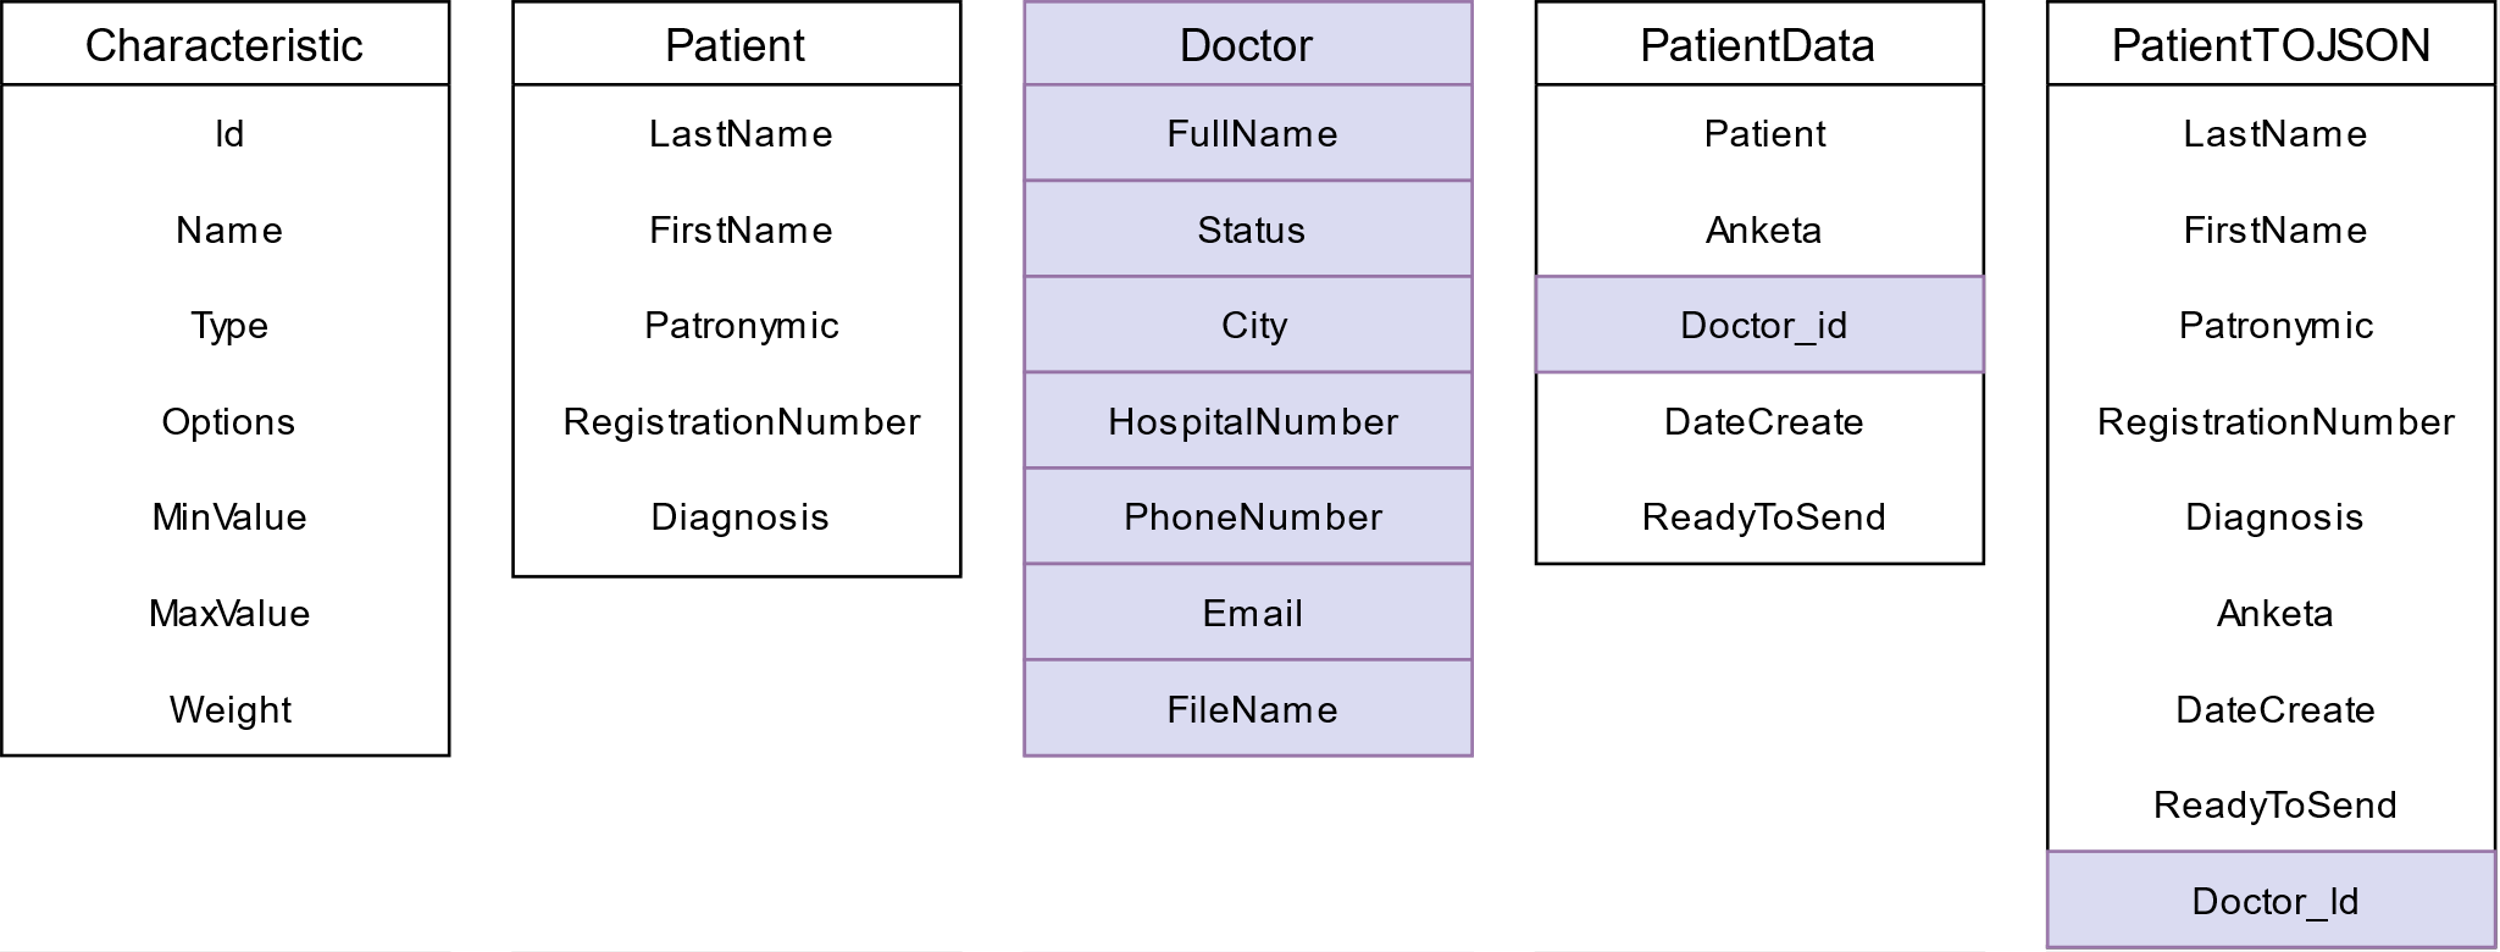 Characteristic
Id
Name
Type
Options
MinValue
MaxValue
Weight
Patient
LastName
FirstName
Patronymic
RegistrationNumber
Diagnosis
Doctor
FullName
Status
City
HospitalNumber
PhoneNumber
Email
FileName
PatientData
Patient
Anketa
Doctor_id
DateCreate
ReadyToSend
PatientTOJSON
LastName
FirstName
Patronymic
RegistrationNumber
Diagnosis
Anketa
DateCreate
ReadyToSend
Doctor_Id